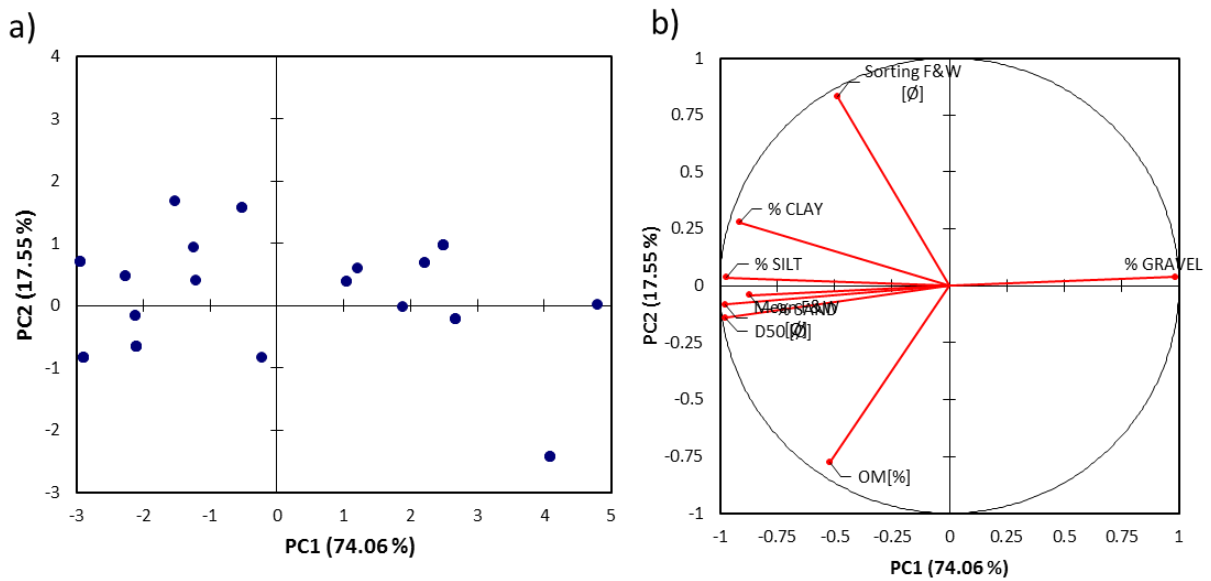 a)
4
3
2
1
0
-1
-2
-3
-3 -2 -1 0 1 2 3 4 5
PC2 (17.55%)
PC1 (74.06%)
b)
1
0.75
0.5
0.25
0
-0.25
-0.5
-0.75
-1
-1 -0.75 -0.5 -0.25 0 0.25 0.5 0.75 1
PC2 (17.55%)
PC1 (74.06%)
Sorting F&W
[Ø]
% CLAY
% SILT
% GRAVEL
Mean F&W
[Ø]
% SAND
D50 [Ø]
OM[%]